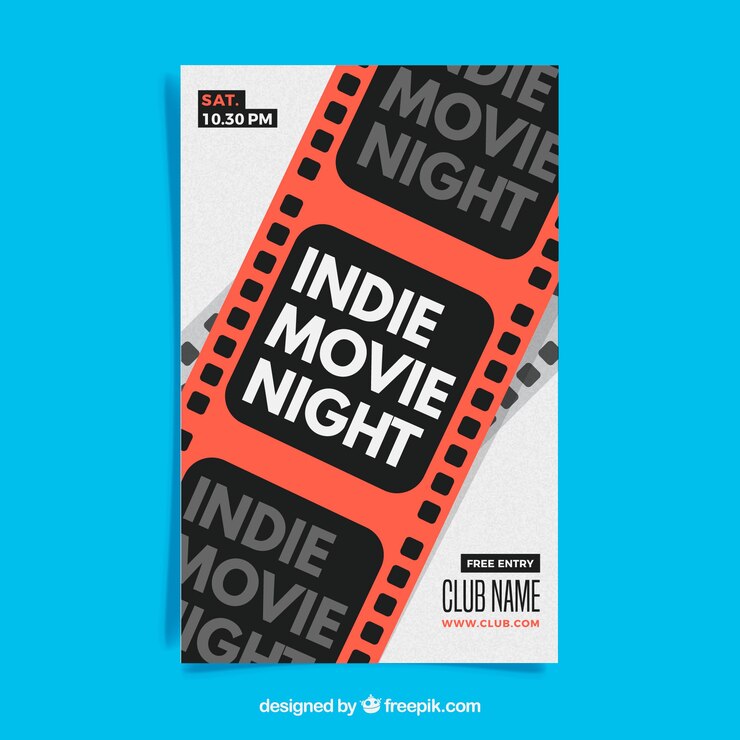 SAT.
10.30 PM
INDIE
MOVIE
NIGHT
INDIE
MOVIE
NIGHT
INDIE
MOVIE
NIGHT
FREE ENTRY
CLUB NAME
WWW.CLUB.COM
designed by freepik.com